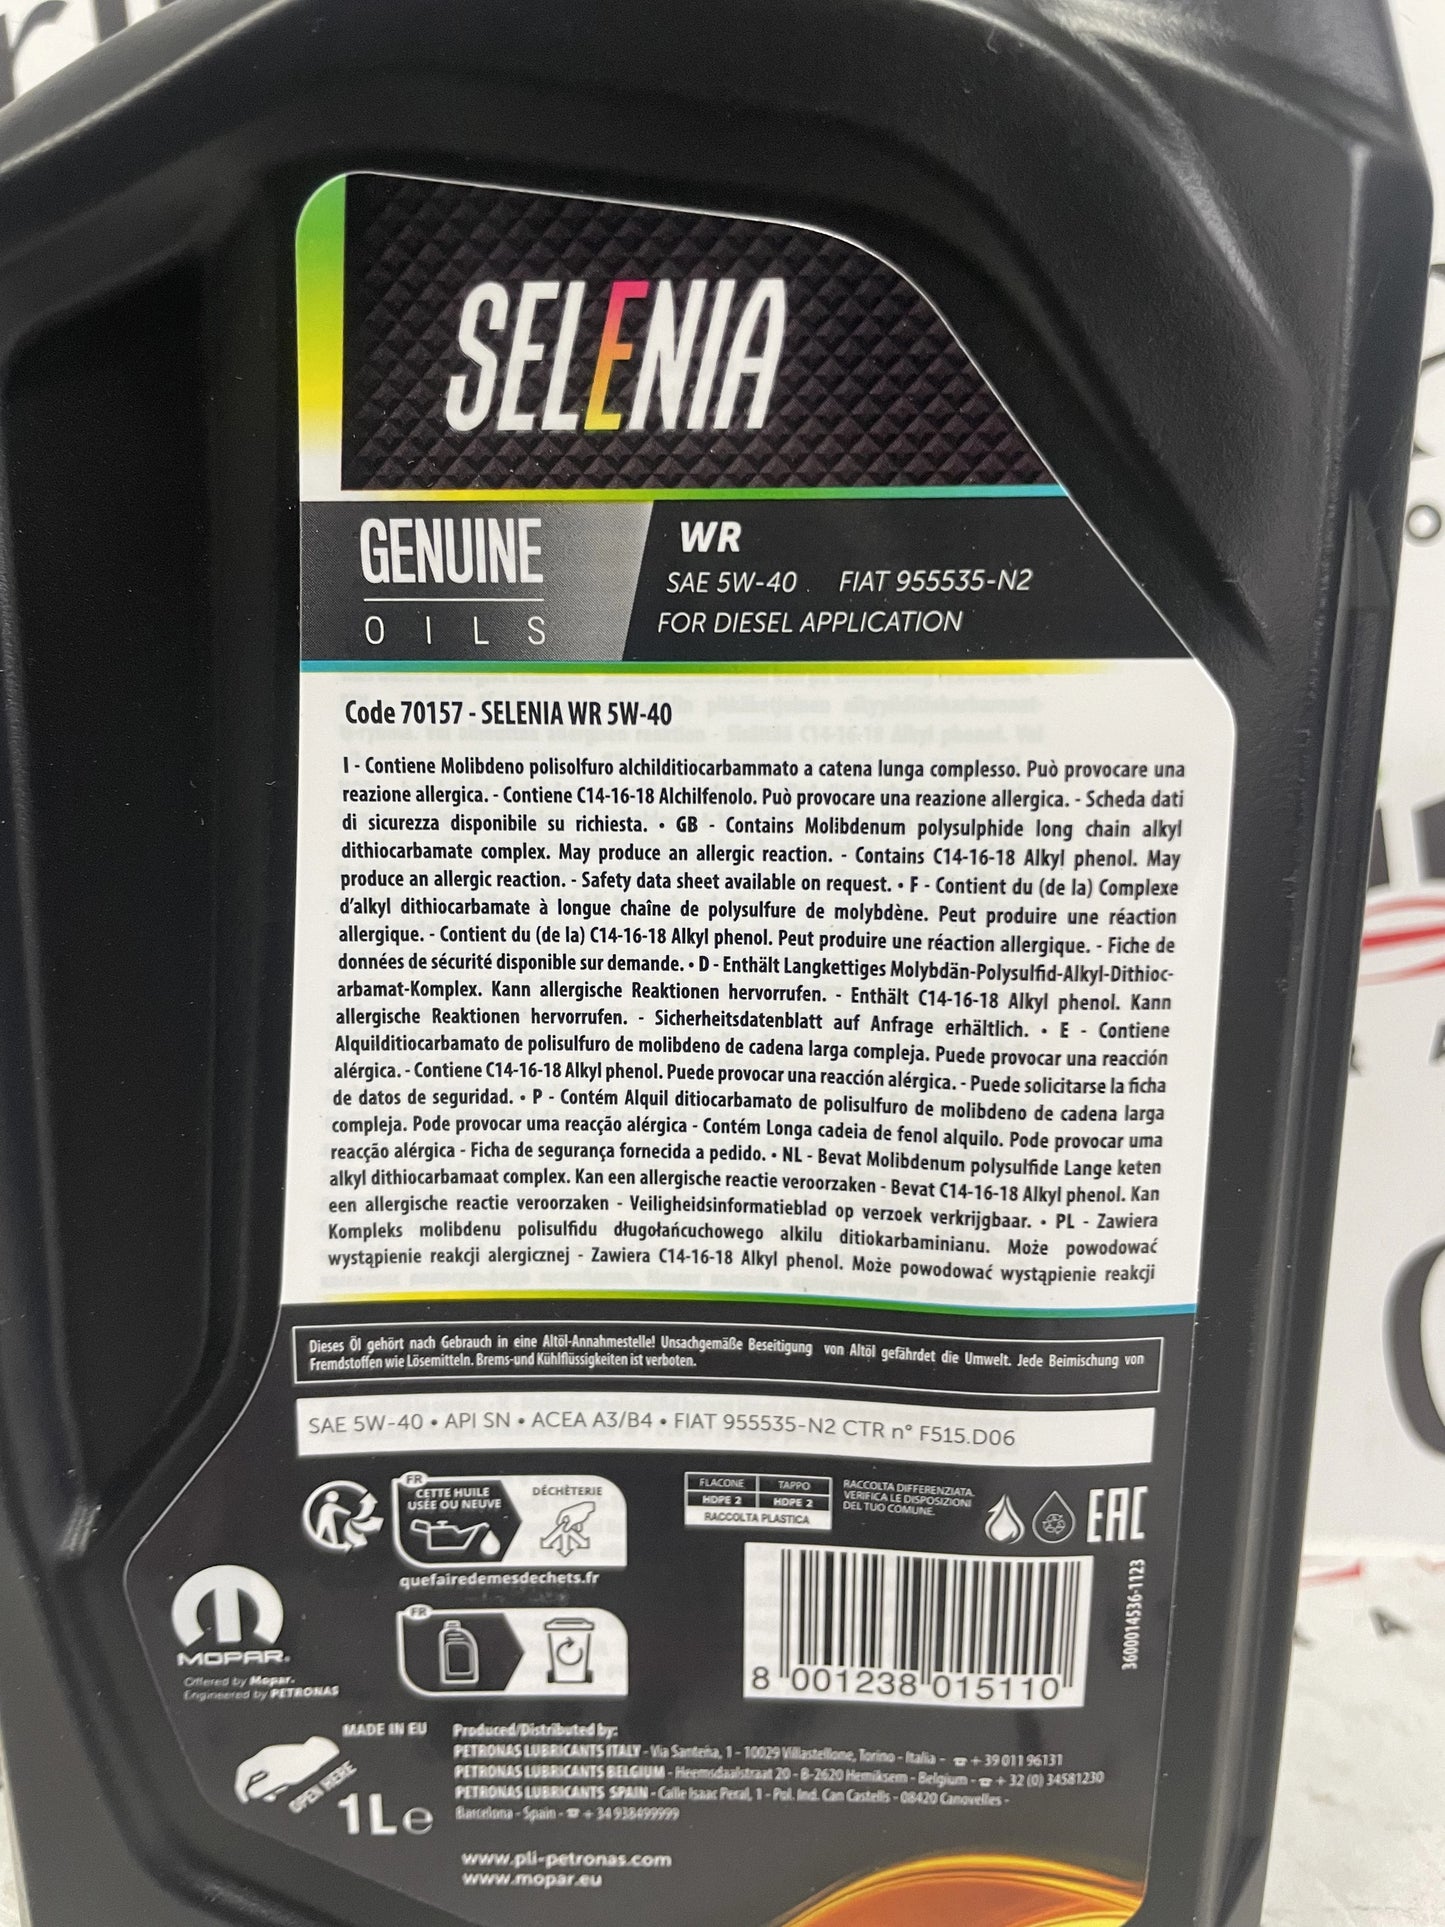 SELENIA
GENUINE
OILS
WR
SAE 5W-40 FIAT 955535-N2
FOR DIESEL APPLICATION
Code 70157 - SELENIA WR 5W-40
I - Contiene Molibdeno polisolfuro alchilditiocarbammato a catena lunga complesso. Può provocare una
reazione allergica. - Contiene C14-16-18 Alchilfenolo. Può provocare una reazione allergica. - Scheda dati
di sicurezza disponibile su richiesta. • GB - Contains Molibdenum polysulphide long chain alkyl
dithiocarbamate complex. May produce an allergic reaction. - Contains C14-16-18 Alkyl phenol. May
produce an allergic reaction. - Safety data sheet available on request. • F - Contient du (de la) Complexe
d'alkyl dithiocarbamate à longue chaîne de polysulfure de molybdène. Peut produire une réaction
allergique. - Contient du (de la) C14-16-18 Alkyl phenol. Peut produire une réaction allergique. - Fiche de
données de sécurité disponible sur demande. • D - Enthält Langkettiges Molybdän-Polysulfid-Alkyl-Dithioc-
arbamat-Komplex. Kann allergische Reaktionen hervorrufen. - Enthält C14-16-18 Alkyl phenol. Kann
allergische Reaktionen hervorrufen. - Sicherheitsdatenblatt auf Anfrage erhältlich. • E - Contiene
Alquilditiocarbamato de polisulfuro de molibdeno de cadena larga compleja. Puede provocar una reacción
alérgica. - Contiene C14-16-18 Alkyl phenol. Puede provocar una reacción alérgica. - Puede solicitarse la ficha
de datos de seguridad. • P - Contém Alquil ditiocarbamato de polisulfuro de molibdeno de cadena larga
compleja. Pode provocar uma reacção alérgica - Contém Longa cadeia de fenol alquilo. Pode provocar uma
reacção alérgica - Ficha de segurança fornecida a pedido. • NL - Bevat Molibdenum polysulfide Lange keten
alkyl dithiocarbamaat complex. Kan een allergische reactie veroorzaken - Bevat C14-16-18 Alkyl phenol. Kan
een allergische reactie veroorzaken - Veiligheidsinformatieblad op verzoek verkrijgbaar. • PL - Zawiera
Kompleks molibdenu polisulfidu długołańcuchowego alkilu ditiokarbaminianu. Może powodować
wystąpienie reakcji alergicznej - Zawiera C14-16-18 Alkyl phenol. Może powodować wystąpienie reakcji
Dieses Öl gehört nach Gebrauch in eine Altöl-Annahmestelle! Unsachgemäße Beseitigung von Altöl gefährdet die Umwelt. Jede Beimischung von
Fremdstoffen wie Lösemitteln. Brems-und Kühlflüssigkeiten ist verboten.
SAE 5W-40 • API SN • ACEA A3/B4 • FIAT 955535-N2 CTR n° F515.D06
FR
CETTE HUILE
USÉE OU NEUVE
DÉCHÈTERIE
quefairedemesdechets.fr
FR
FLACONE TAPPO
HDPE 2 HDPE 2
RACCOLTA PLASTICA
RACCOLTA DIFFERENZIATA.
VERIFICA LE DISPOSIZIONI
DEL TUO COMUNE.
EAC
3600014536-1123
8 001238 015110
MOPAR.
Offered by Mopar.
Engineered by PETRONAS
MADE IN EU
OPEN HERE
1L e
Produced/Distributed by:
PETRONAS LUBRICANTS ITALY - Via Santena, 1 - 10029 Villastellone, Torino - Italia - ☎ + 39 011 96131
PETRONAS LUBRICANTS BELGIUM - Heemsdaalstraat 20 - B-2620 Hemiksem - Belgium - ☎ + 32 (0) 34581230
PETRONAS LUBRICANTS SPAIN - Calle Isaac Peral, 1 - Pol. Ind. Can Castells - 08420 Canovelles -
Barcelona - Spain - ☎ + 34 938499999
www.pli-petronas.com
www.mopar.eu